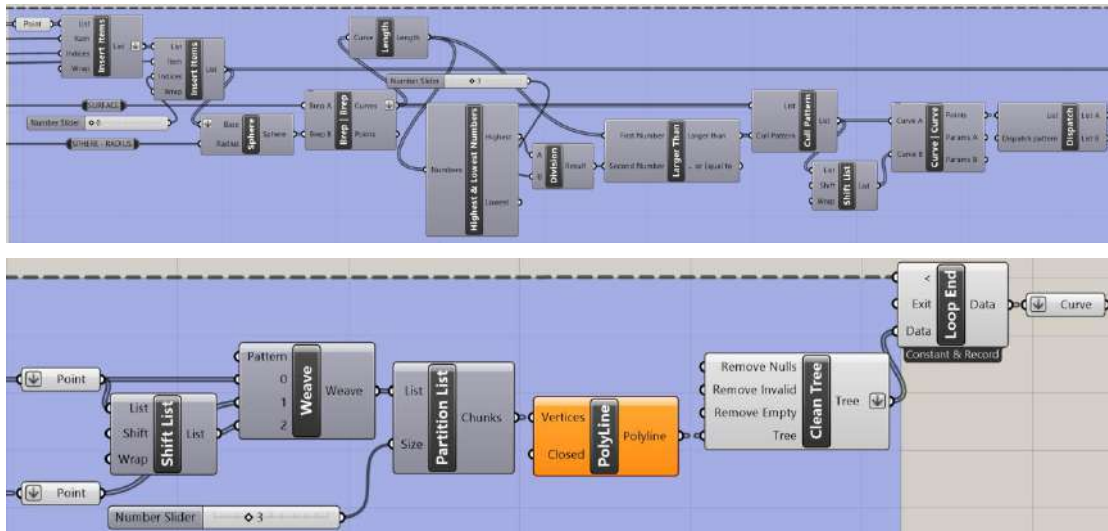 Point
List
Item
Indices
Wrap
Insert Items
List
List
Item
Indices
Wrap
Insert Items
List
SURFACE
Number Slider 0
SPHERE - RADIUS
Base
Radius
Sphere
Sphere
Brep A
Brep B
Brep | Brep
Curves
Points
Curve
Length
Length
Number Slider 3
Numbers
Highest & Lowest Numbers
Highest
Lowest
A
B
Division
Result
First Number
Second Number
Larger Than
Larger than
... or Equal to
List
Cull Pattern
Cull Pattern
List
List
Shift
Wrap
Shift List
List
Curve A
Curve B
Curve | Curve
Points
Params A
Params B
List
Dispatch pattern
Dispatch
List A
List B
Point
List
Shift
Wrap
Shift List
List
Point
Pattern
0
1
2
Weave
Weave
Number Slider 3
List
Size
Partition List
Chunks
Vertices
Closed
PolyLine
Polyline
Remove Nulls
Remove Invalid
Remove Empty
Tree
Clean Tree
Tree
<
Exit
Data
Loop End
Data
Constant & Record
Curve